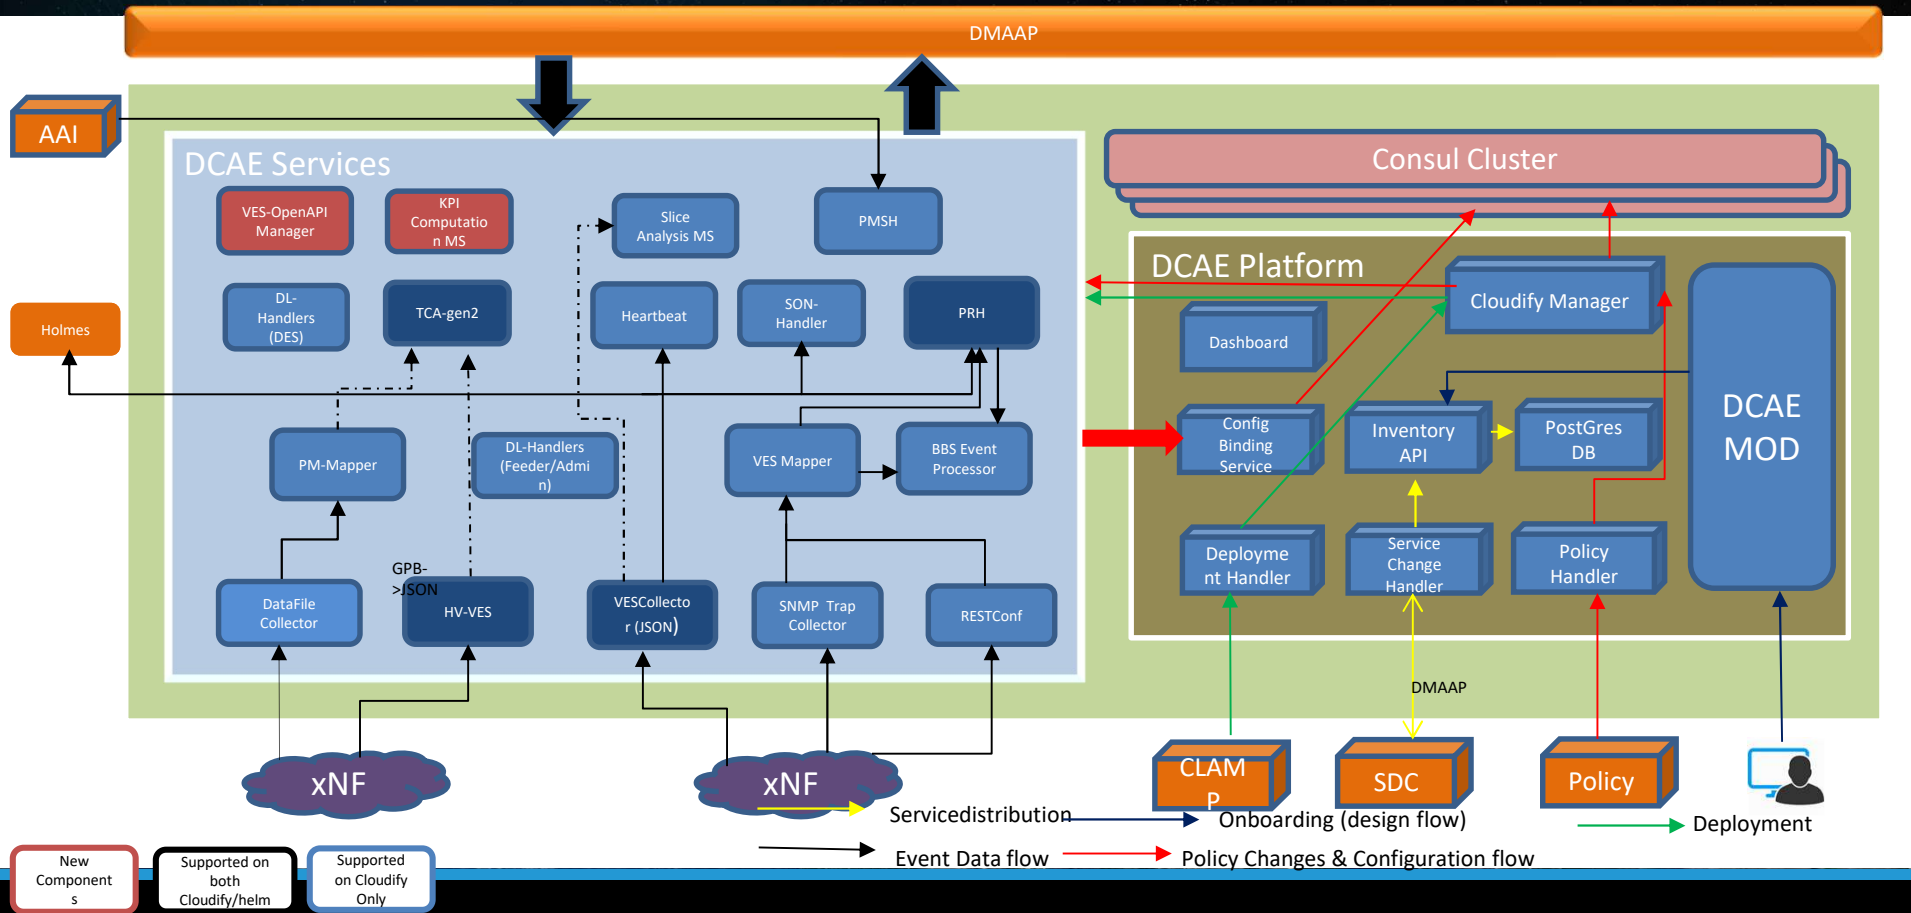 DMAAP
AAI
DCAE Services
VES-OpenAPI
Manager
KPI
Computatio
n MS
Slice
Analysis MS
PMSH
Consul Cluster
DCAE Platform
DL-
Handlers
(DES)
TCA-gen2
Heartbeat
SON-
Handler
PRH
Cloudify Manager
Holmes
Dashboard
DCAE
MOD
PM-Mapper
DL-Handlers
(Feeder/Admi
n)
VES Mapper
BBS Event
Processor
Config
Binding
Service
Inventory
API
PostGres
DB
GPB-
>JSON
DataFile
Collector
HV-VES
VESCollecto
r (JSON)
SNMP Trap
Collector
RESTConf
Deployme
nt Handler
Service
Change
Handler
Policy
Handler
DMAAP
xNF
xNF
CLAM
P
SDC
Policy
Servicedistribution
Onboarding (design flow)
Deployment
Event Data flow
Policy Changes & Configuration flow
New
Component
s
Supported on
both
Cloudify/helm
Supported
on Cloudify
Only